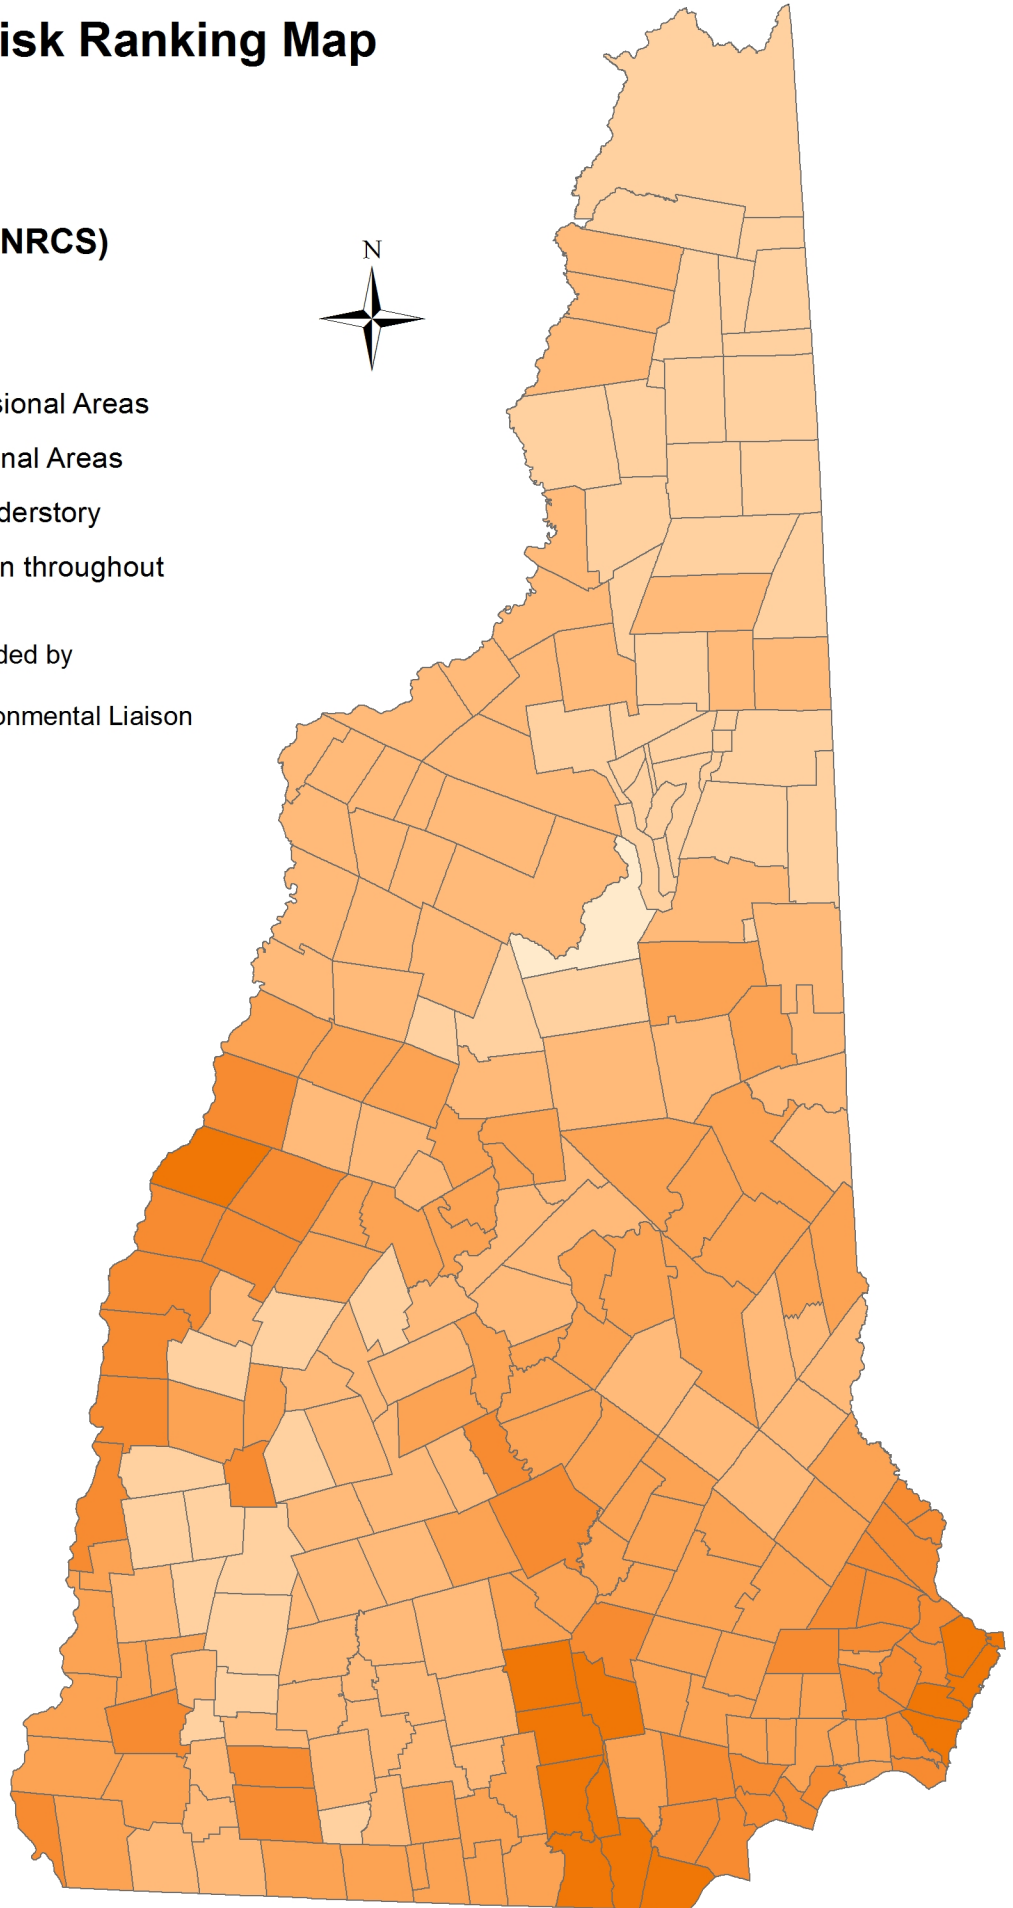 isk Ranking Map
NRCS)
N
sional Areas
nal Areas
derstory
n throughout
ded by
onmental Liaison